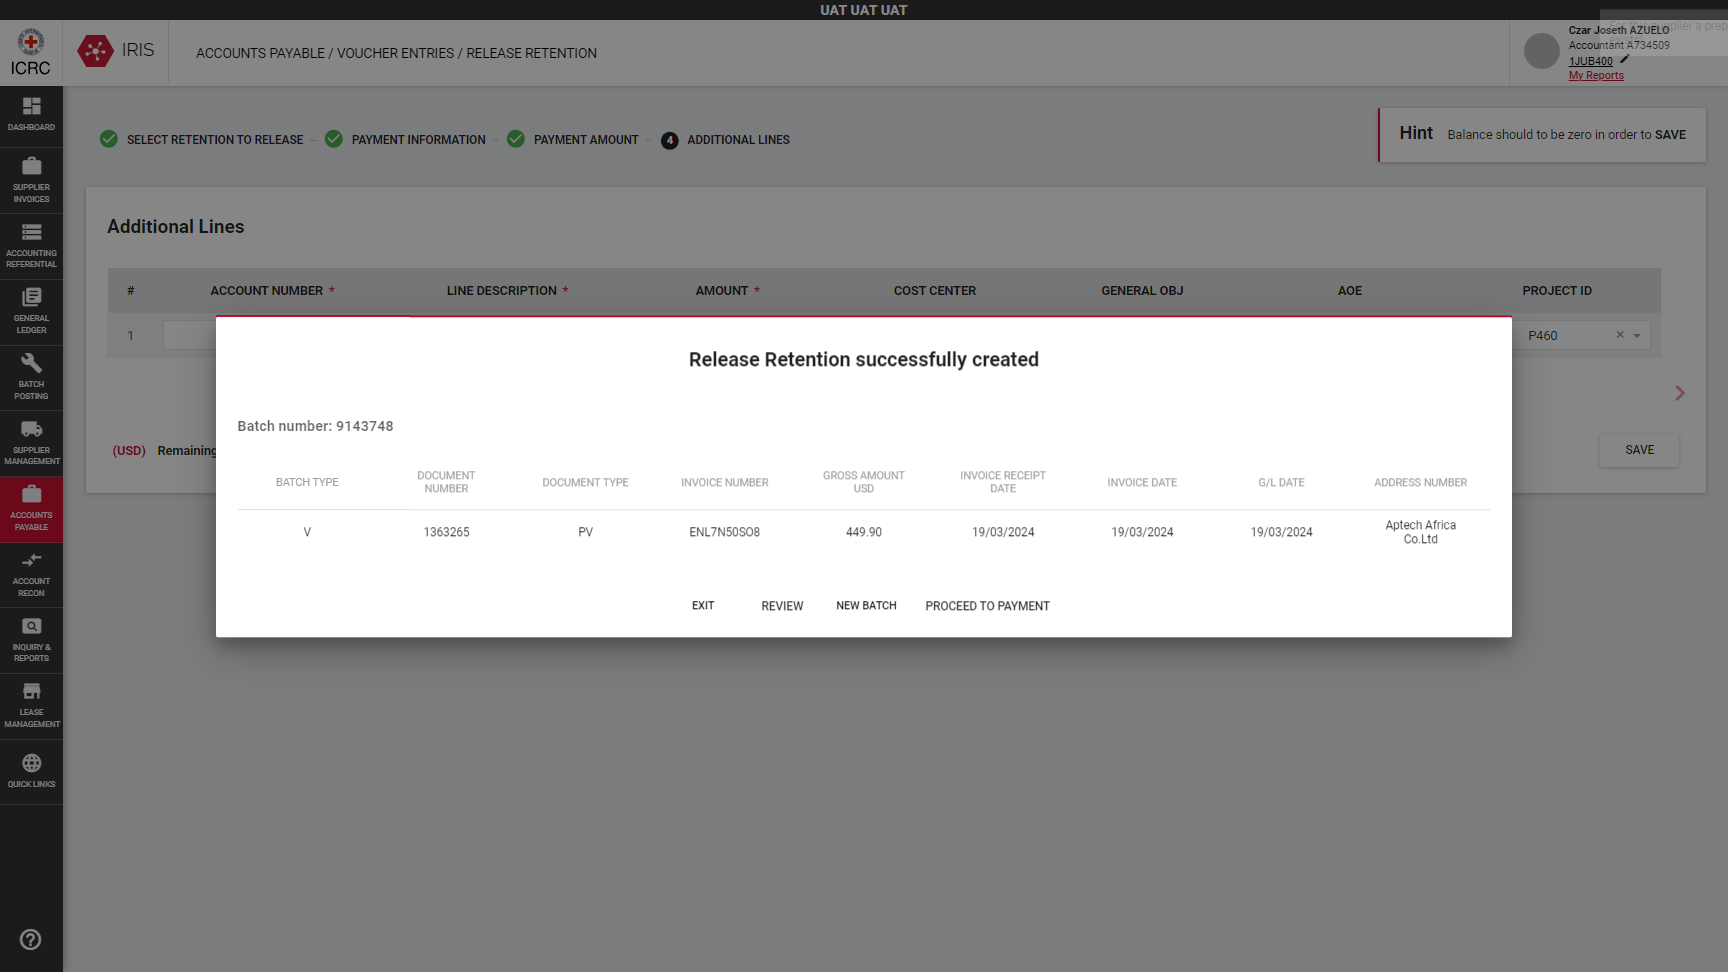 UAT UAT UAT
ICRC
IRIS
ACCOUNTS PAYABLE / VOUCHER ENTRIES / RELEASE RETENTION
For this supplier a prep
Czar Joseth AZUELO
Accountant A734509
1JUB400
My Reports
DASHBOARD
SUPPLIER
INVOICES
ACCOUNTING
REFERENTIAL
GENERAL
LEDGER
BATCH
POSTING
SUPPLIER
MANAGEMENT
ACCOUNTS
PAYABLE
ACCOUNT
RECON
INQUIRY &
REPORTS
LEASE
MANAGEMENT
QUICK LINKS
SELECT RETENTION TO RELEASE
PAYMENT INFORMATION
PAYMENT AMOUNT
4 ADDITIONAL LINES
Hint Balance should to be zero in order to SAVE
Additional Lines
# ACCOUNT NUMBER * LINE DESCRIPTION * AMOUNT * COST CENTER GENERAL OBJ AOE PROJECT ID
1 P460
(USD) Remaining
SAVE
Release Retention successfully created
Batch number: 9143748
BATCH TYPE DOCUMENT NUMBER DOCUMENT TYPE INVOICE NUMBER GROSS AMOUNT USD INVOICE RECEIPT DATE INVOICE DATE G/L DATE ADDRESS NUMBER
V 1363265 PV ENL7N50SO8 449.90 19/03/2024 19/03/2024 19/03/2024 Aptech Africa Co.Ltd
EXIT REVIEW NEW BATCH PROCEED TO PAYMENT